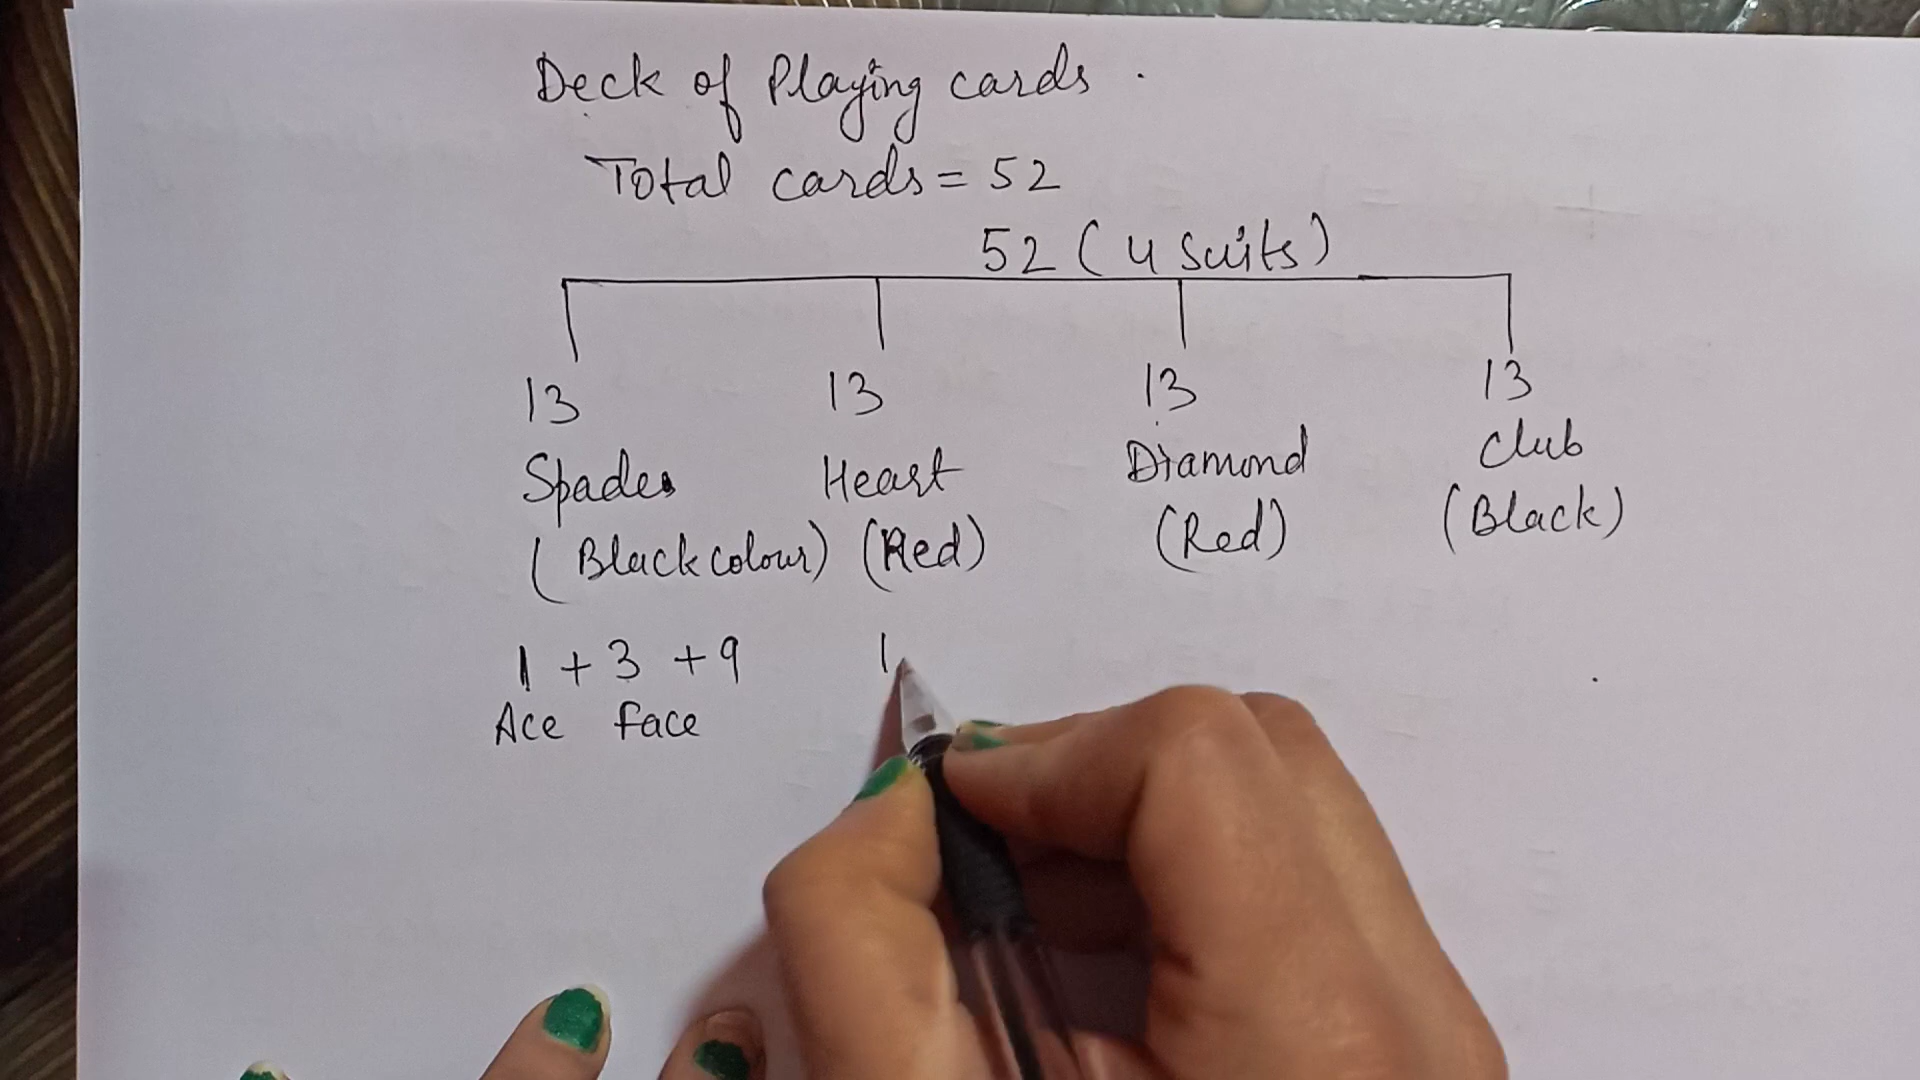 Deck of Playing cards.
Total cards = 52
52 (4 Suits)
13 13 13 13
Spades Heart Diamond Club
(Black colour) (Red) (Red) (Black)
1 + 3 + 9 1
Ace face